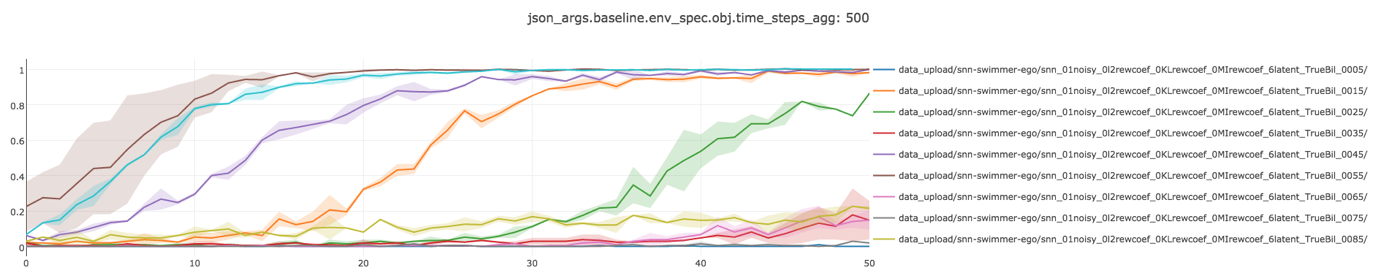 json_args.baseline.env_spec.obj.time_steps_agg: 500
1
0.8
0.6
0.4
0.2
0
0
10
20
30
40
50
data_upload/snn-swimmer-ego/snn_01noisy_0l2rewcoef_0KLrewcoef_0MIrewcoef_6latent_TrueBil_0005/
data_upload/snn-swimmer-ego/snn_01noisy_0l2rewcoef_0KLrewcoef_0MIrewcoef_6latent_TrueBil_0015/
data_upload/snn-swimmer-ego/snn_01noisy_0l2rewcoef_0KLrewcoef_0MIrewcoef_6latent_TrueBil_0025/
data_upload/snn-swimmer-ego/snn_01noisy_0l2rewcoef_0KLrewcoef_0MIrewcoef_6latent_TrueBil_0035/
data_upload/snn-swimmer-ego/snn_01noisy_0l2rewcoef_0KLrewcoef_0MIrewcoef_6latent_TrueBil_0045/
data_upload/snn-swimmer-ego/snn_01noisy_0l2rewcoef_0KLrewcoef_0MIrewcoef_6latent_TrueBil_0055/
data_upload/snn-swimmer-ego/snn_01noisy_0l2rewcoef_0KLrewcoef_0MIrewcoef_6latent_TrueBil_0065/
data_upload/snn-swimmer-ego/snn_01noisy_0l2rewcoef_0KLrewcoef_0MIrewcoef_6latent_TrueBil_0075/
data_upload/snn-swimmer-ego/snn_01noisy_0l2rewcoef_0KLrewcoef_0MIrewcoef_6latent_TrueBil_0085/